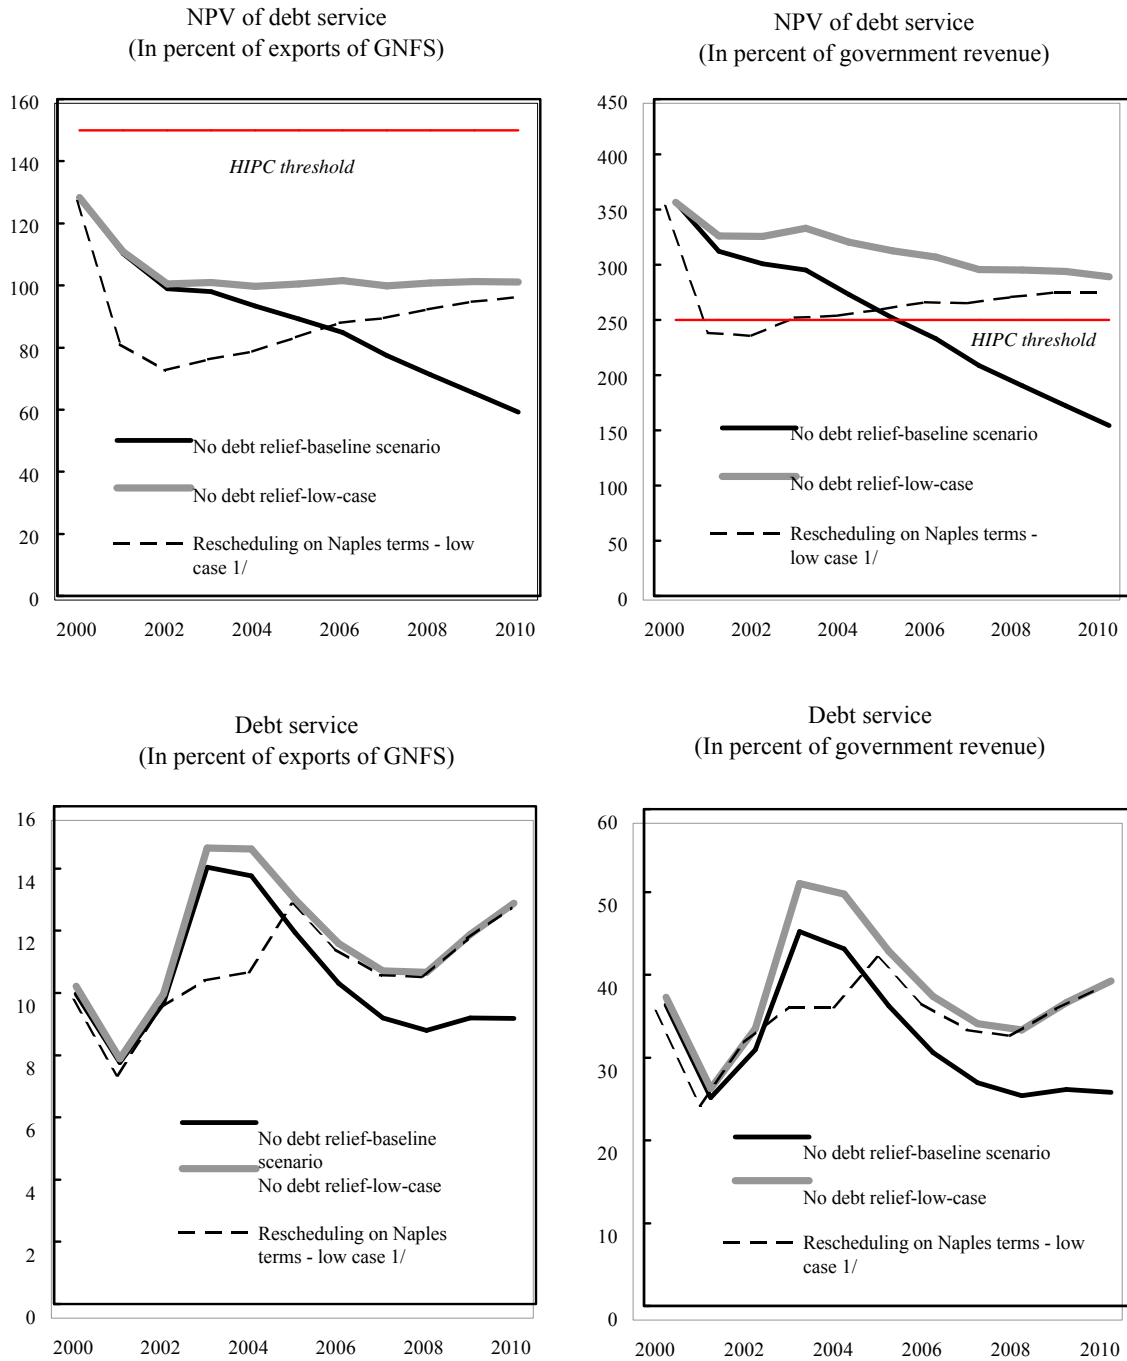 NPV of debt service
(In percent of exports of GNFS)
160
140
120
100
80
60
40
20
0
HIPC threshold
No debt relief-baseline scenario
No debt relief-low-case
Rescheduling on Naples terms - low
case 1/
2000 2002 2004 2006 2008 2010
NPV of debt service
(In percent of government revenue)
450
400
350
300
250
200
150
100
50
0
HIPC threshold
No debt relief-baseline scenario
No debt relief-low-case
Rescheduling on Naples terms -
low case 1/
2000 2002 2004 2006 2008 2010
Debt service
(In percent of exports of GNFS)
16
14
12
10
8
6
4
2
0
No debt relief-baseline
scenario
No debt relief-low-case
Rescheduling on Naples
terms - low case 1/
2000 2002 2004 2006 2008 2010
Debt service
(In percent of government revenue)
60
50
40
30
20
10
0
No debt relief-baseline scenario
No debt relief-low-case
Rescheduling on Naples terms - low
case 1/
2000 2002 2004 2006 2008 2010